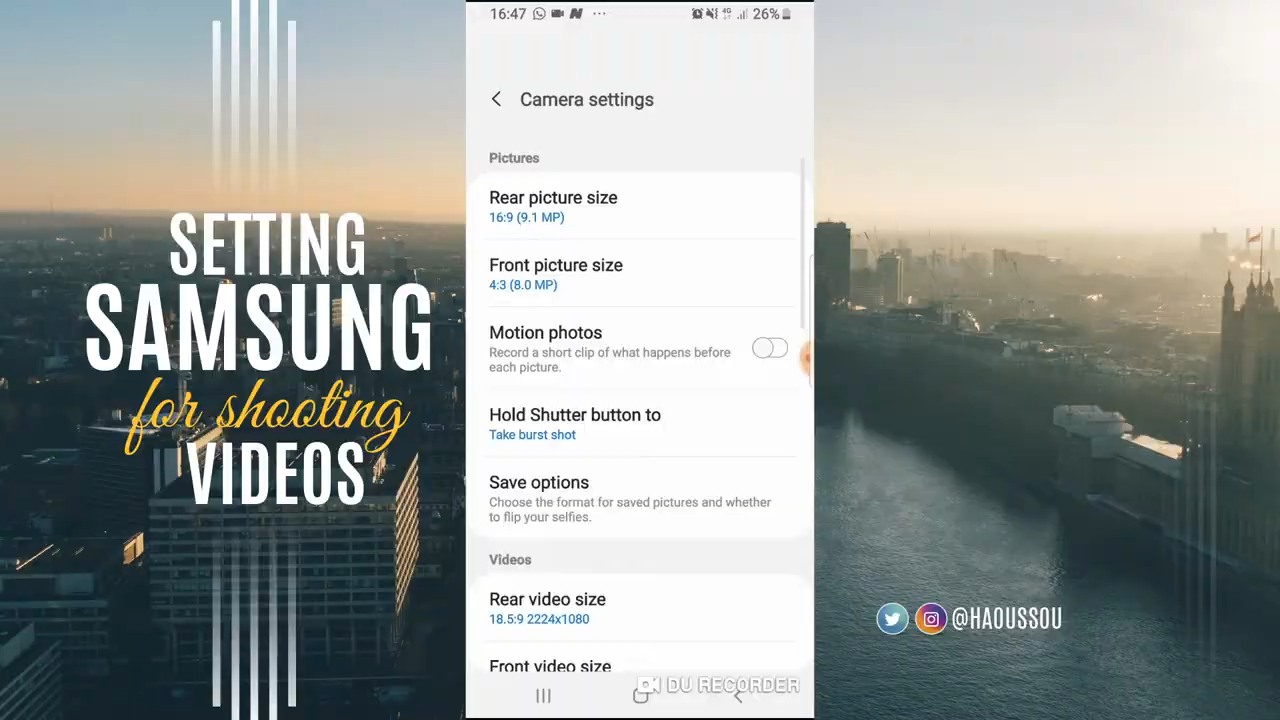 SETTING
SAMSUNG
for shooting
VIDEOS
16:47
4G
26%
Camera settings
Pictures
Rear picture size
16:9 (9.1 MP)
Front picture size
4:3 (8.0 MP)
Motion photos
Record a short clip of what happens before
each picture.
Hold Shutter button to
Take burst shot
Save options
Choose the format for saved pictures and whether
to flip your selfies.
Videos
Rear video size
18.5:9 2224x1080
Front video size
DU RECORDER
@HAOUSSOU